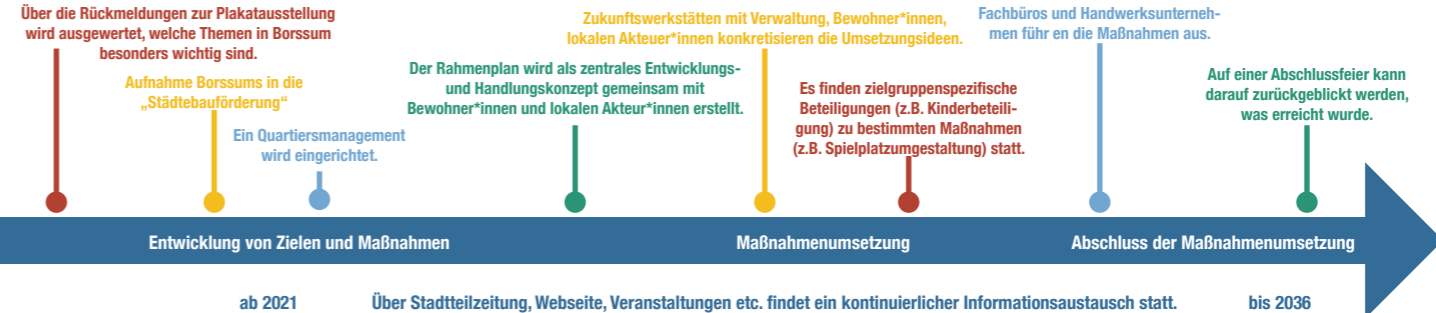 Über die Rückmeldungen zur Plakatausstellung
wird ausgewertet, welche Themen in Borssum
besonders wichtig sind.
Aufnahme Borssums in die
„Städtebauförderung“
Ein Quartiersmanagement
wird eingerichtet.
Der Rahmenplan wird als zentrales Entwicklungs-
und Handlungskonzept gemeinsam mit
Bewohner*innen und lokalen Akteur*innen erstellt.
Zukunftswerkstätten mit Verwaltung, Bewohner*innen,
lokalen Akteuer*innen konkretisieren die Umsetzungsideen.
Es finden zielgruppenspezifische
Beteiligungen (z.B. Kinderbeteili-
gung) zu bestimmten Maßnahmen
(z.B. Spielplatzumgestaltung) statt.
Fachbüros und Handwerksunterneh-
men führ en die Maßnahmen aus.
Auf einer Abschlussfeier kann
darauf zurückgeblickt werden,
was erreicht wurde.
Entwicklung von Zielen und Maßnahmen
Maßnahmenumsetzung
Abschluss der Maßnahmenumsetzung
ab 2021
Über Stadtteilzeitung, Webseite, Veranstaltungen etc. findet ein kontinuierlicher Informationsaustausch statt.
bis 2036